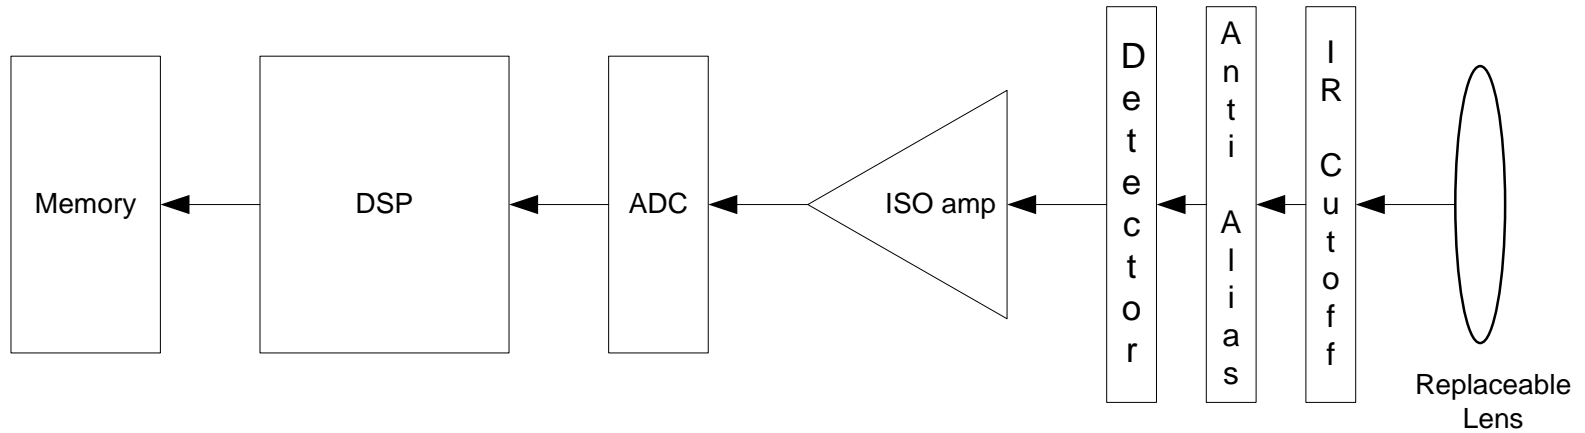 Memory
DSP
ADC
ISO amp
Detector
Anti Alias
IR Cutoff
Replaceable
Lens